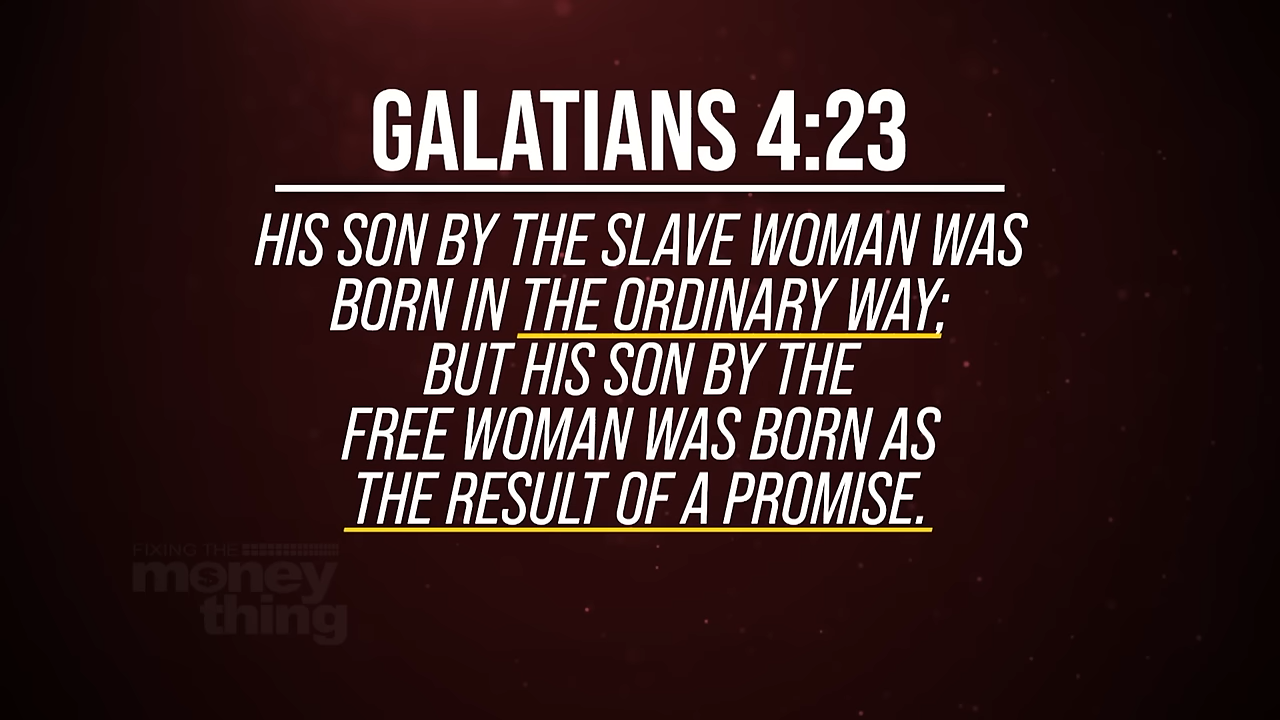 GALATIANS 4:23
HIS SON BY THE SLAVE WOMAN WAS
BORN IN THE ORDINARY WAY;
BUT HIS SON BY THE
FREE WOMAN WAS BORN AS
THE RESULT OF A PROMISE.
FIXING THE
money
thing